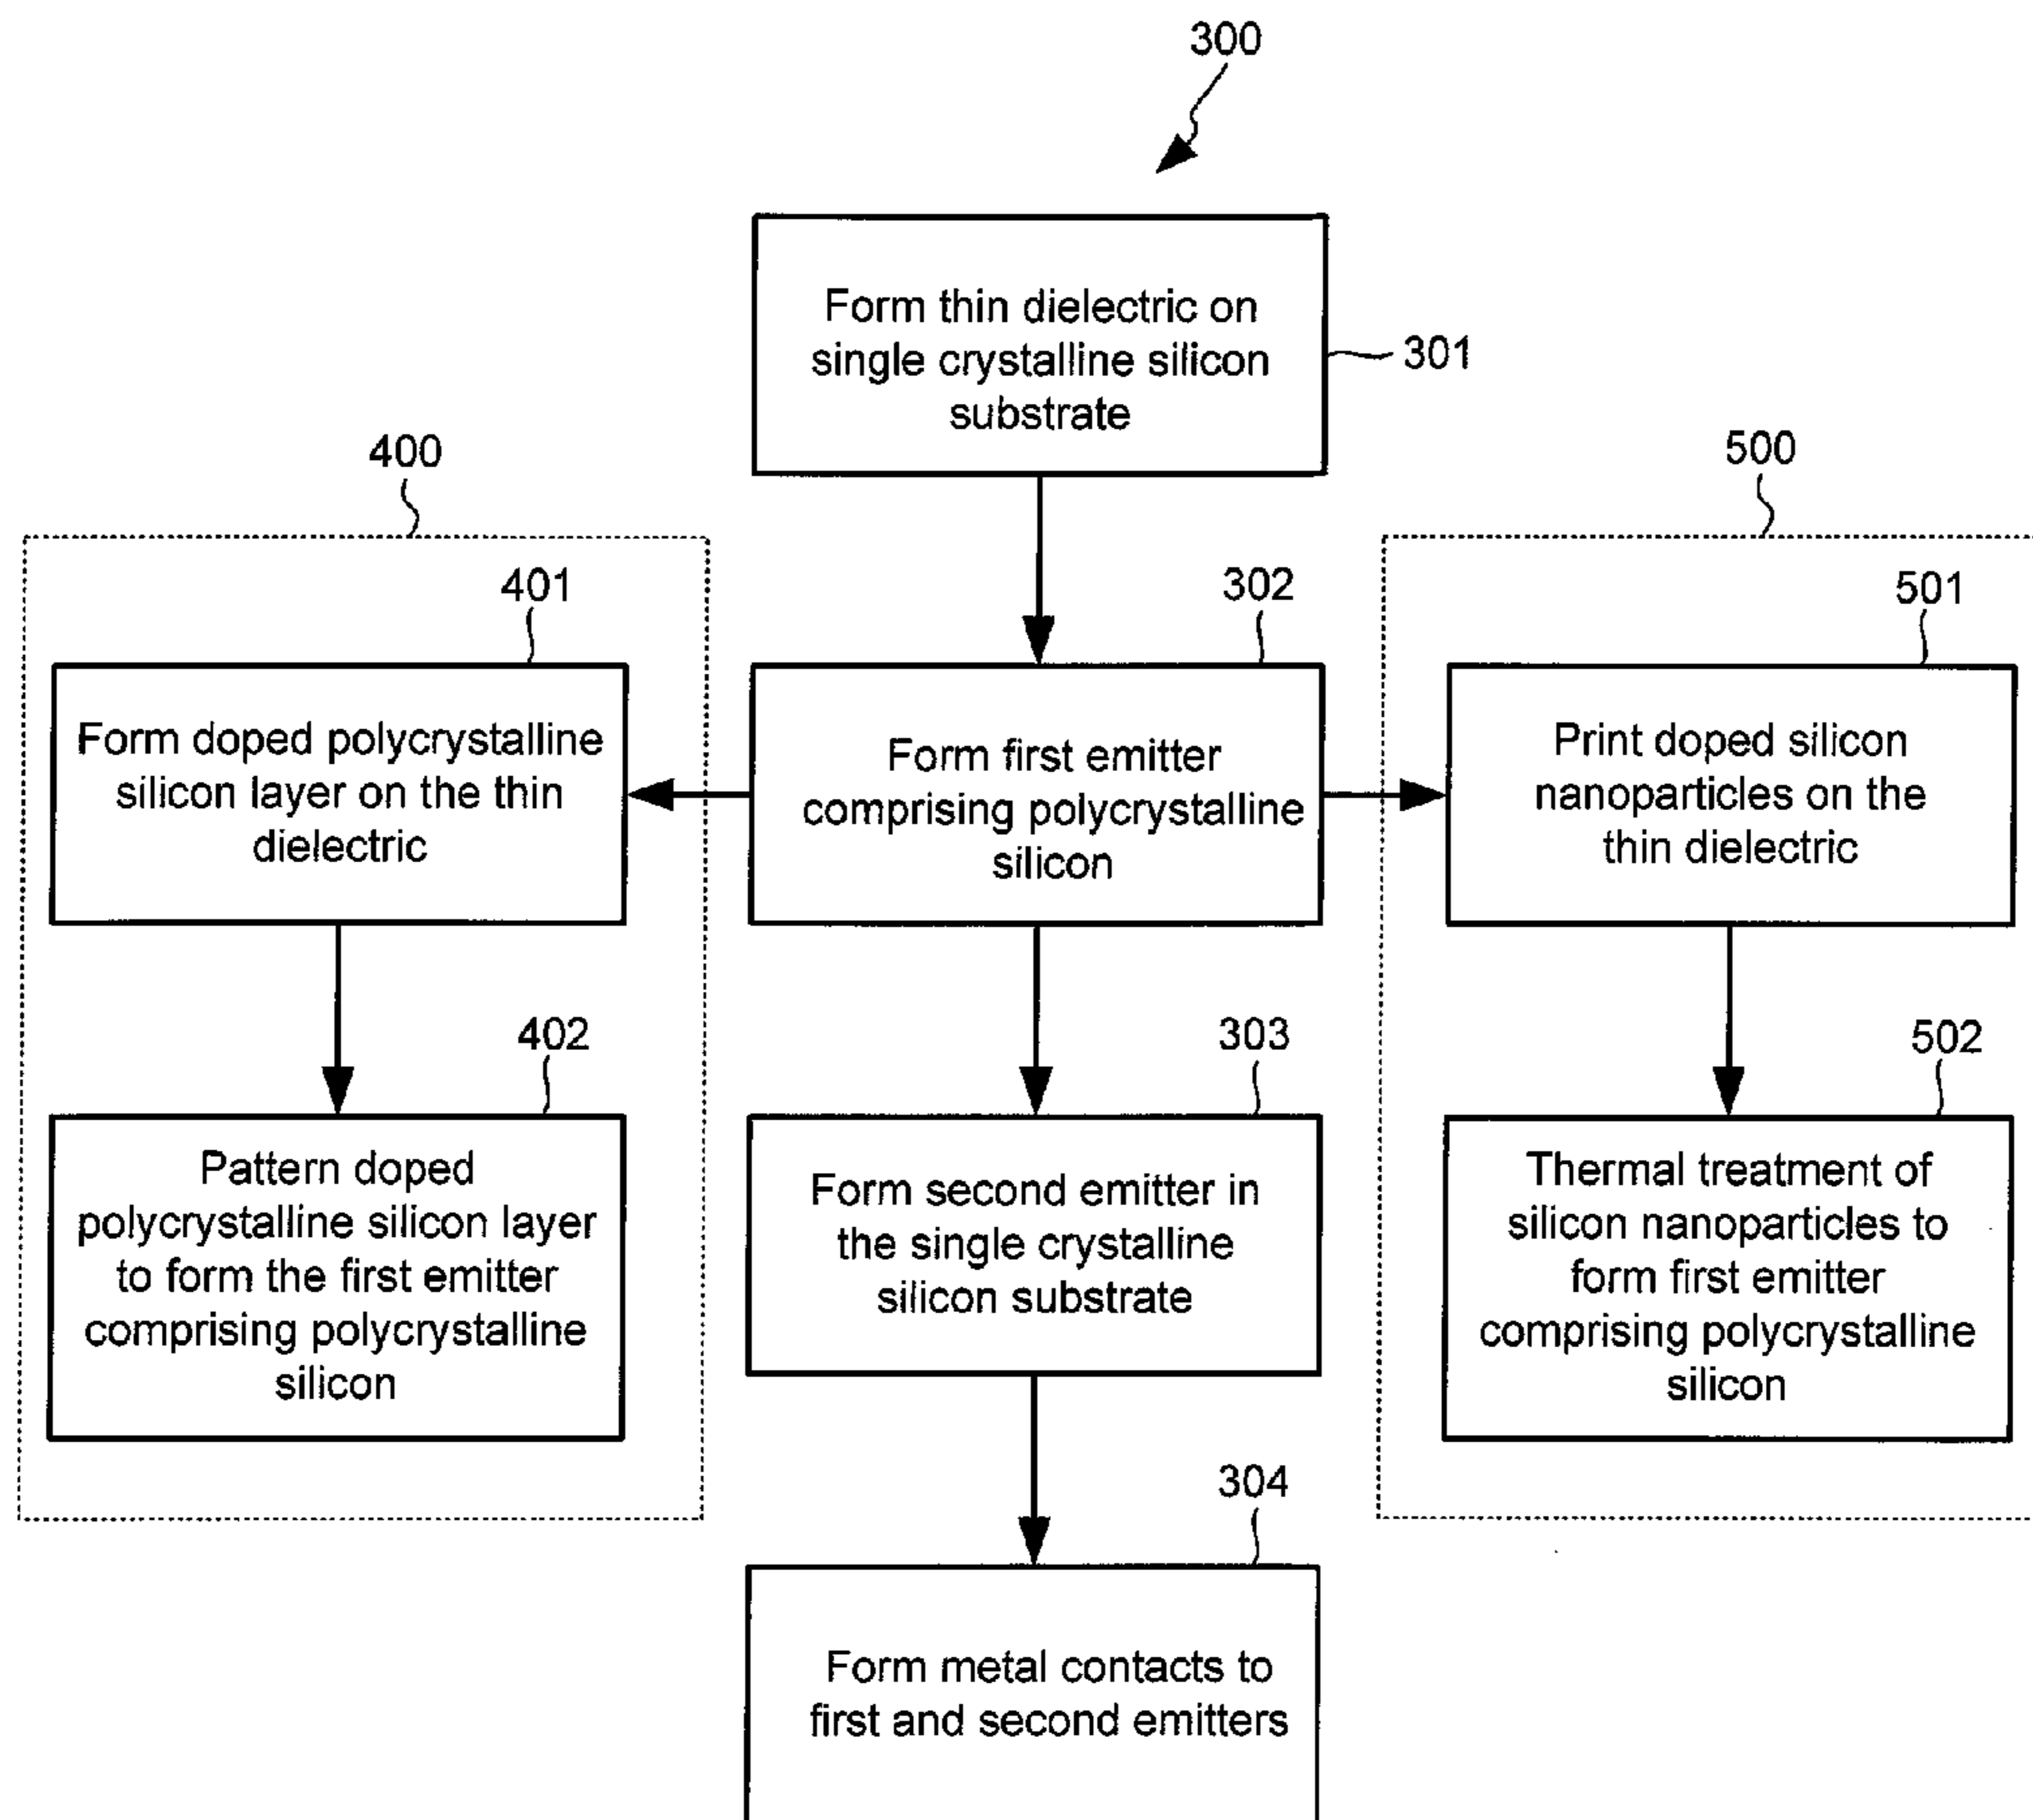 300
Form thin dielectric on
single crystalline silicon
substrate
301
400
500
401
302
501
Form doped polycrystalline
silicon layer on the thin
dielectric
Form first emitter
comprising polycrystalline
silicon
Print doped silicon
nanoparticles on the
thin dielectric
402
303
502
Pattern doped
polycrystalline silicon layer
to form the first emitter
comprising polycrystalline
silicon
Form second emitter in
the single crystalline
silicon substrate
Thermal treatment of
silicon nanoparticles to
form first emitter
comprising polycrystalline
silicon
304
Form metal contacts to
first and second emitters